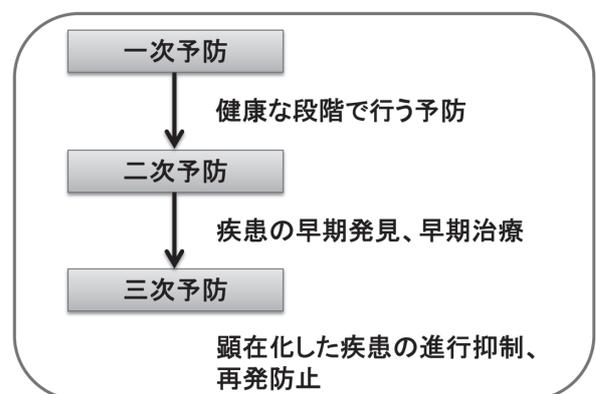 一次予防
健康な段階で行う予防
二次予防
疾患の早期発見、早期治療
三次予防
顕在化した疾患の進行抑制、
再発防止